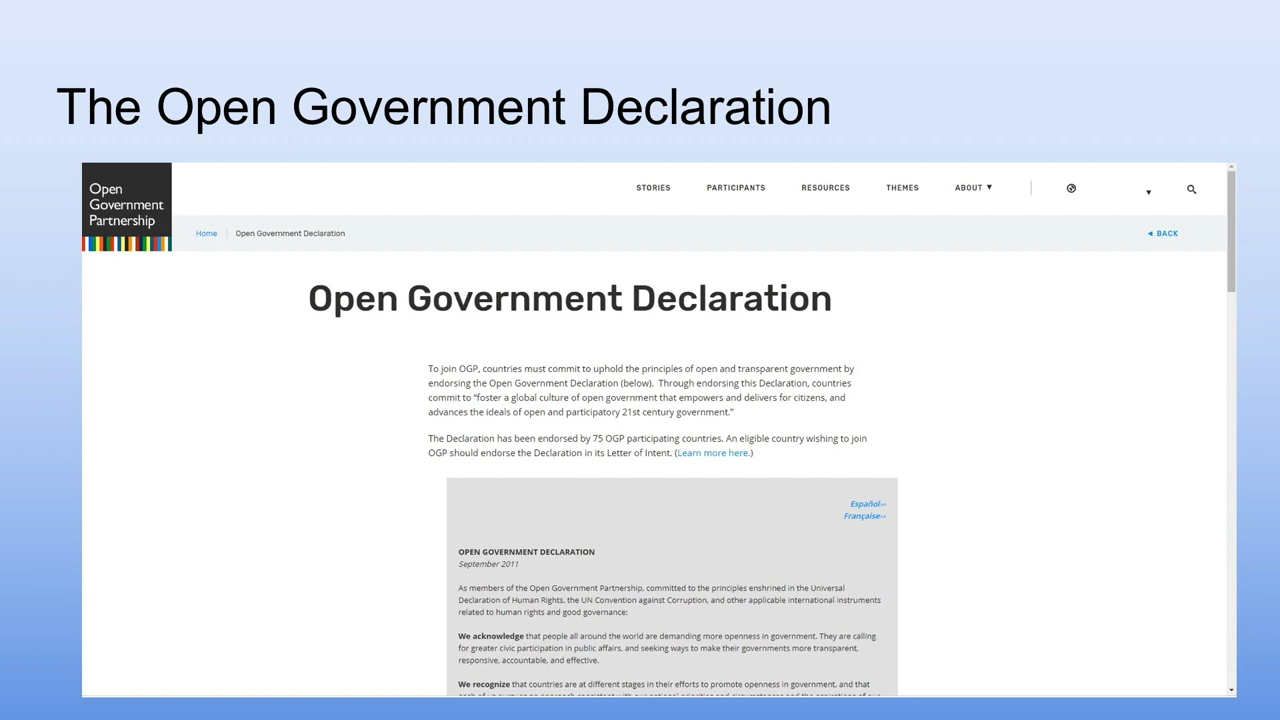 The Open Government Declaration
Open
Government
Partnership
STORIES PARTICIPANTS RESOURCES THEMES ABOUT ▼
Home Open Government Declaration ◄ BACK
Open Government Declaration
To join OGP, countries must commit to uphold the principles of open and transparent government by
endorsing the Open Government Declaration (below).  Through endorsing this Declaration, countries
commit to “foster a global culture of open government that empowers and delivers for citizens, and
advances the ideals of open and participatory 21st century government.”
The Declaration has been endorsed by 75 OGP participating countries. An eligible country wishing to join
OGP should endorse the Declaration in its Letter of Intent. (Learn more here.)
Español>>
Française>>
OPEN GOVERNMENT DECLARATION
September 2011
As members of the Open Government Partnership, committed to the principles enshrined in the Universal
Declaration of Human Rights, the UN Convention against Corruption, and other applicable international instruments
related to human rights and good governance:
We acknowledge that people all around the world are demanding more openness in government. They are calling
for greater civic participation in public affairs, and seeking ways to make their governments more transparent,
responsive, accountable, and effective.
We recognize that countries are at different stages in their efforts to promote openness in government, and that